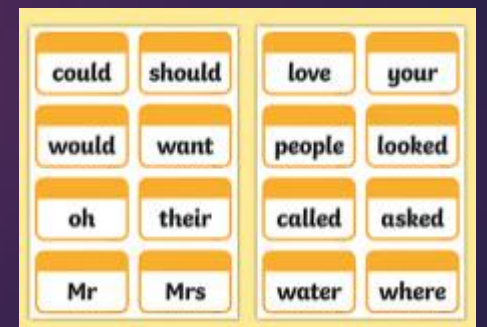 could should
would want
oh their
Mr Mrs
love your
people looked
called asked
water where